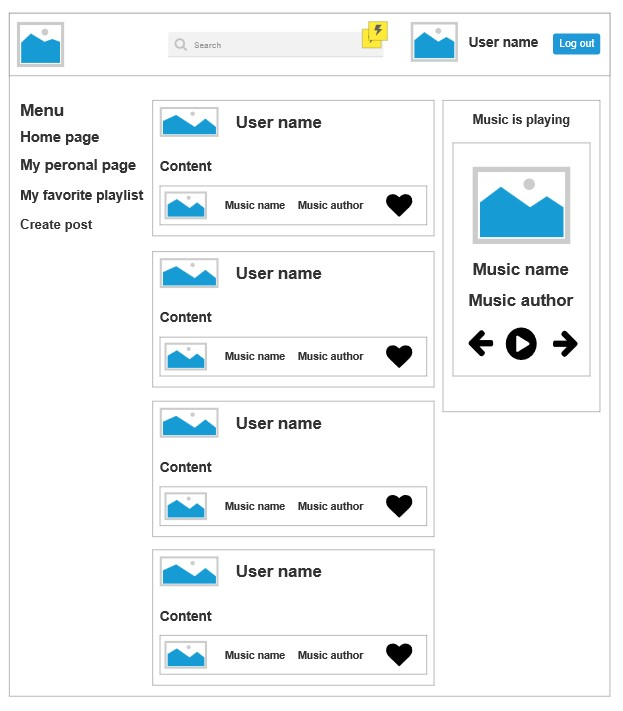 Search
User name
Log out
Menu
Home page
My peronal page
My favorite playlist
Create post
User name
Content
Music name Music author
User name
Content
Music name Music author
User name
Content
Music name Music author
User name
Content
Music name Music author
Music is playing
Music name
Music author